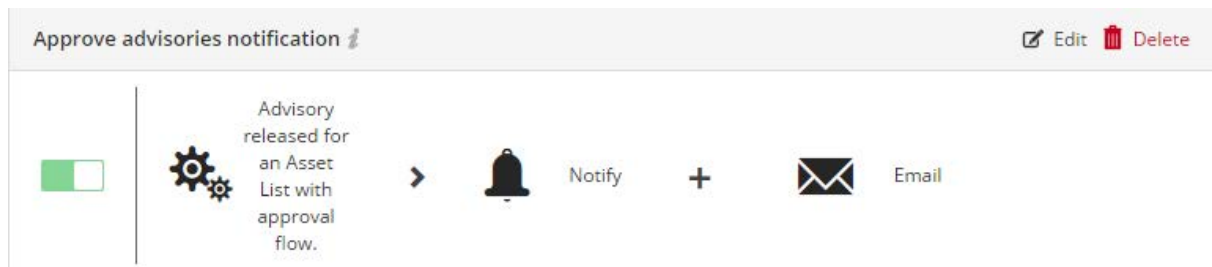 Approve advisories notification i
Edit Delete
Advisory
released for
an Asset
List with
approval
flow.
Notify
+
Email